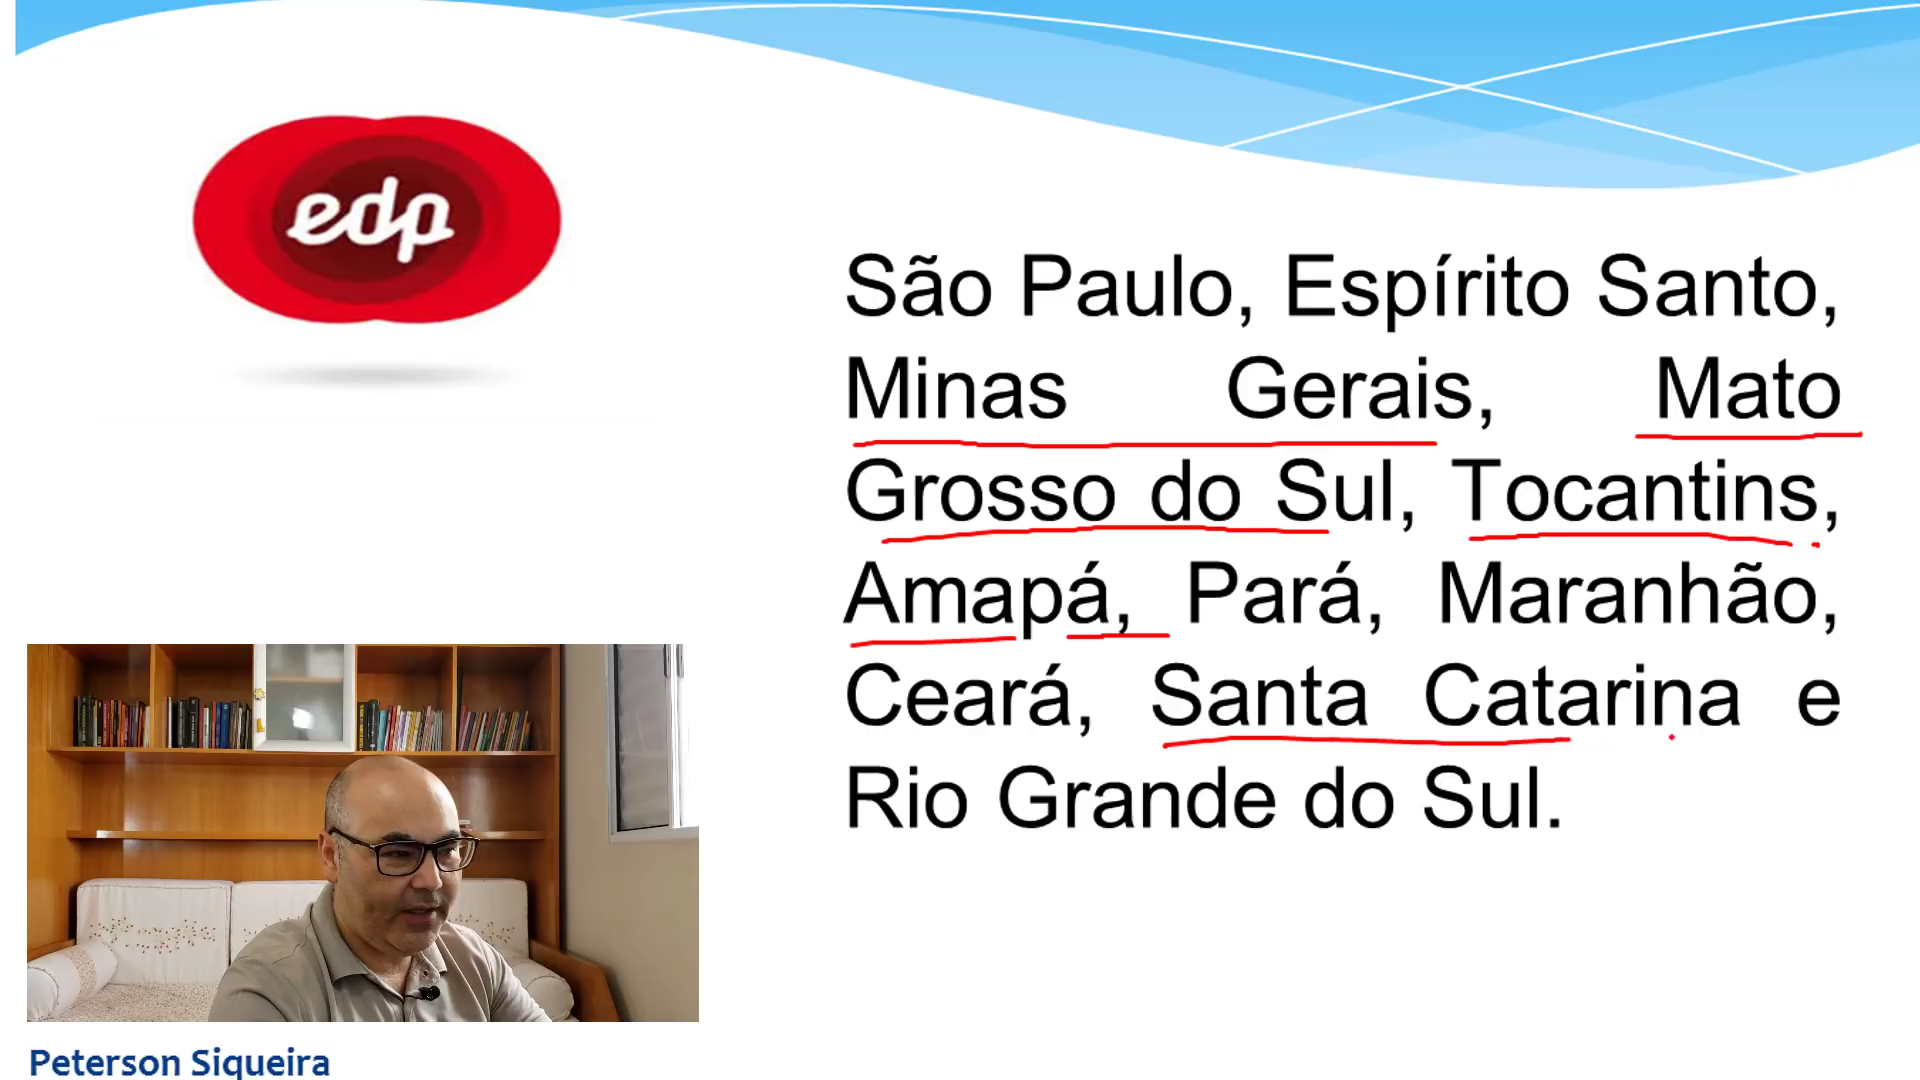 edp
São Paulo, Espírito Santo,
Minas Gerais, Mato
Grosso do Sul, Tocantins,
Amapá, Pará, Maranhão,
Ceará, Santa Catarina e
Rio Grande do Sul.
Peterson Siqueira